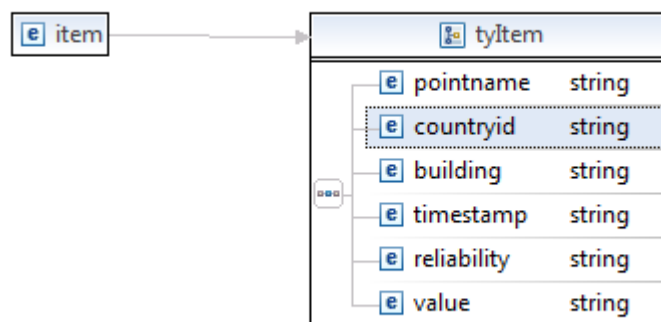 e item
tyItem
e pointname string
e countryid string
e building string
e timestamp string
e reliability string
e value string